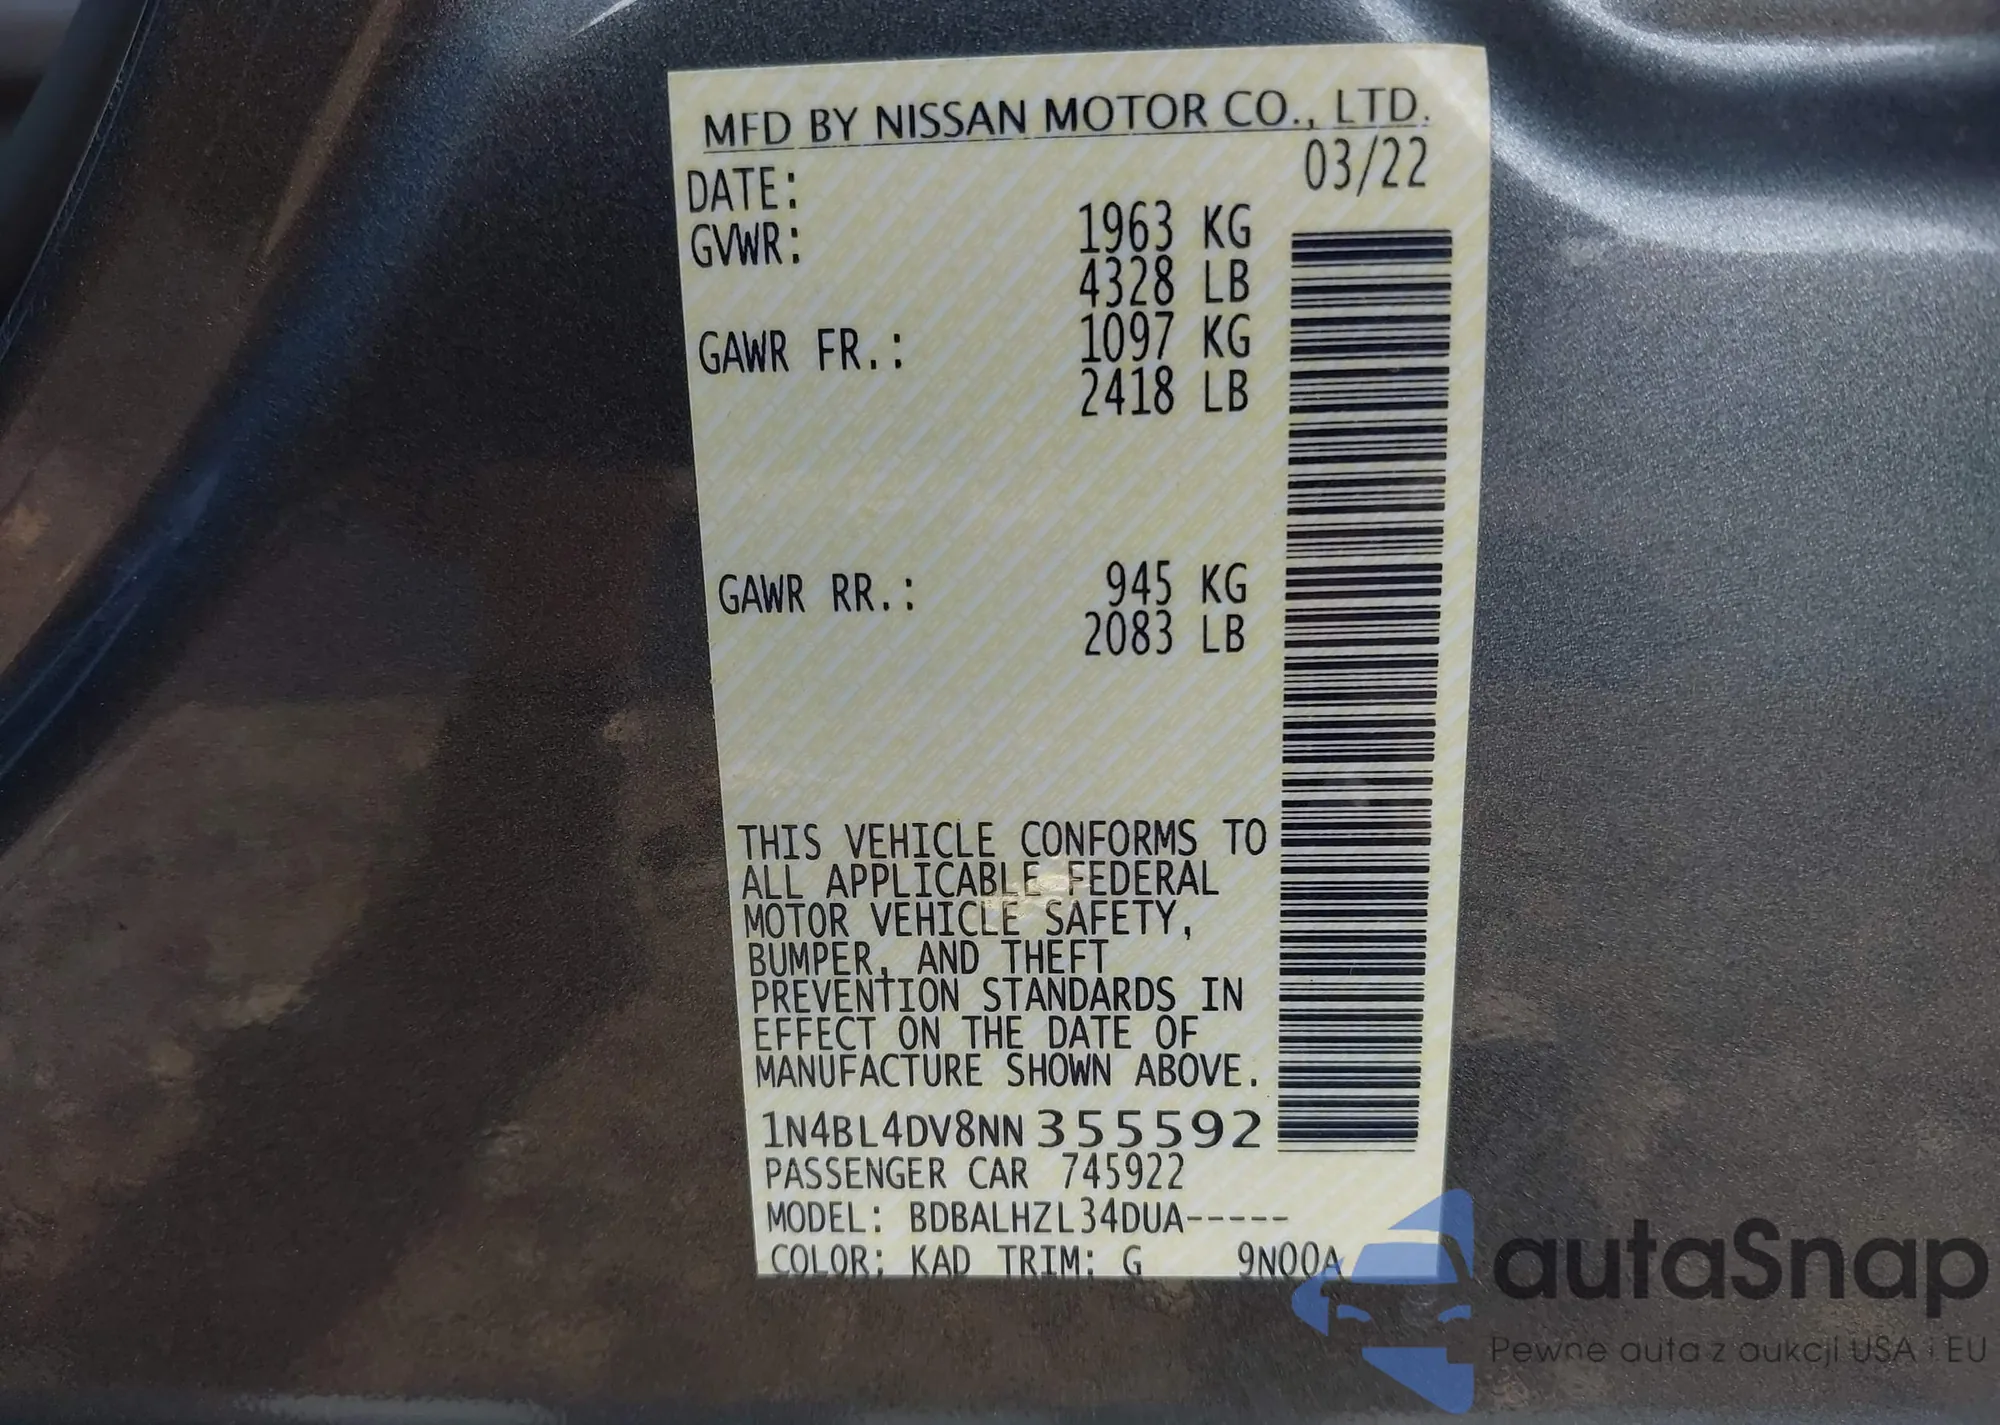 MFD BY NISSAN MOTOR CO., LTD.
DATE: 03/22
GVWR: 1963 KG
4328 LB
GAWR FR.: 1097 KG
2418 LB
GAWR RR.: 945 KG
2083 LB
THIS VEHICLE CONFORMS TO
ALL APPLICABLE FEDERAL
MOTOR VEHICLE SAFETY,
BUMPER, AND THEFT
PREVENTION STANDARDS IN
EFFECT ON THE DATE OF
MANUFACTURE SHOWN ABOVE.
1N4BL4DV8NN355592
PASSENGER CAR 745922
MODEL: BDBALHZL34DUA-----
COLOR: KAD TRIM: G 9N00A
autaSnap
Pewne auta z aukcji USA i EU